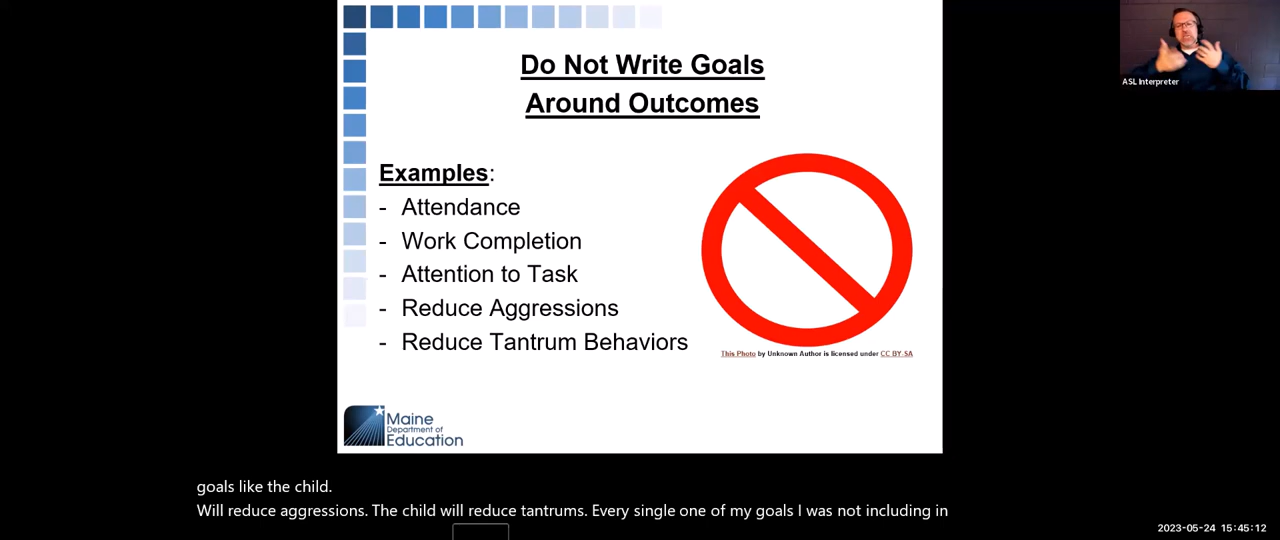 Do Not Write Goals
Around Outcomes
ASL Interpreter
Examples:
- Attendance
- Work Completion
- Attention to Task
- Reduce Aggressions
- Reduce Tantrum Behaviors
This Photo by Unknown Author is licensed under CC BY-SA
Maine
Department of
Education
goals like the child.
Will reduce aggressions. The child will reduce tantrums. Every single one of my goals I was not including in
2023-05-24 15:45:12